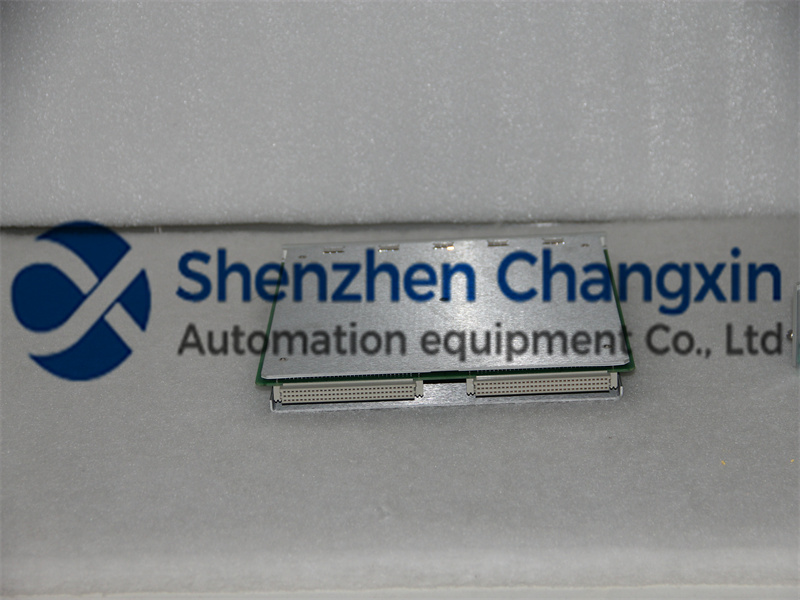 Shenzhen Changxin
Automation equipment Co., Ltd